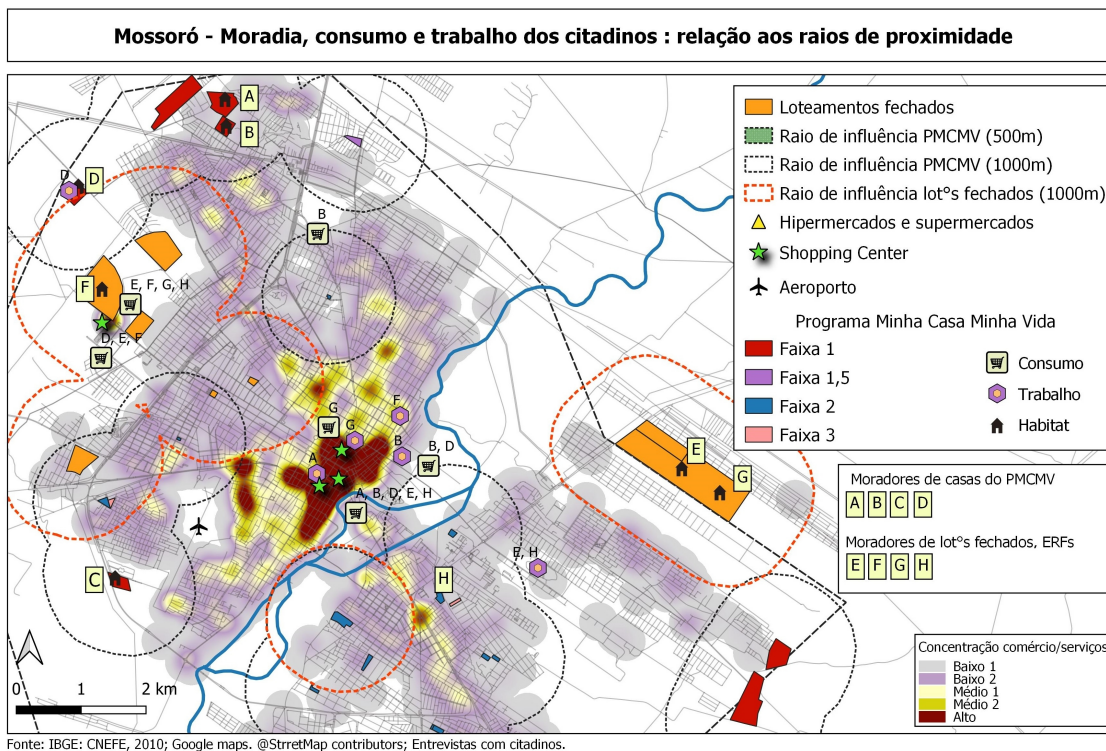 Mossoró - Moradia, consumo e trabalho dos citadinos : relação aos raios de proximidade
A
B
D
D
B
F
E, F, G, H
D, E, F
G
G
F
B
A
B, D
A, B, D, E, H
E, H
H
C
E
G
0 1 2 km
Loteamentos fechados
Raio de influência PMCMV (500m)
Raio de influência PMCMV (1000m)
Raio de influência lotºs fechados (1000m)
Hipermercados e supermercados
Shopping Center
Aeroporto
Programa Minha Casa Minha Vida
Faixa 1
Faixa 1,5
Faixa 2
Faixa 3
Consumo
Trabalho
Habitat
Moradores de casas do PMCMV
A B C D
Moradores de lotºs fechados, ERFs
E F G H
Concentração comércio/serviços
Baixo 1
Baixo 2
Médio 1
Médio 2
Alto
Fonte: IBGE: CNEFE, 2010; Google maps. @StrretMap contributors; Entrevistas com citadinos.